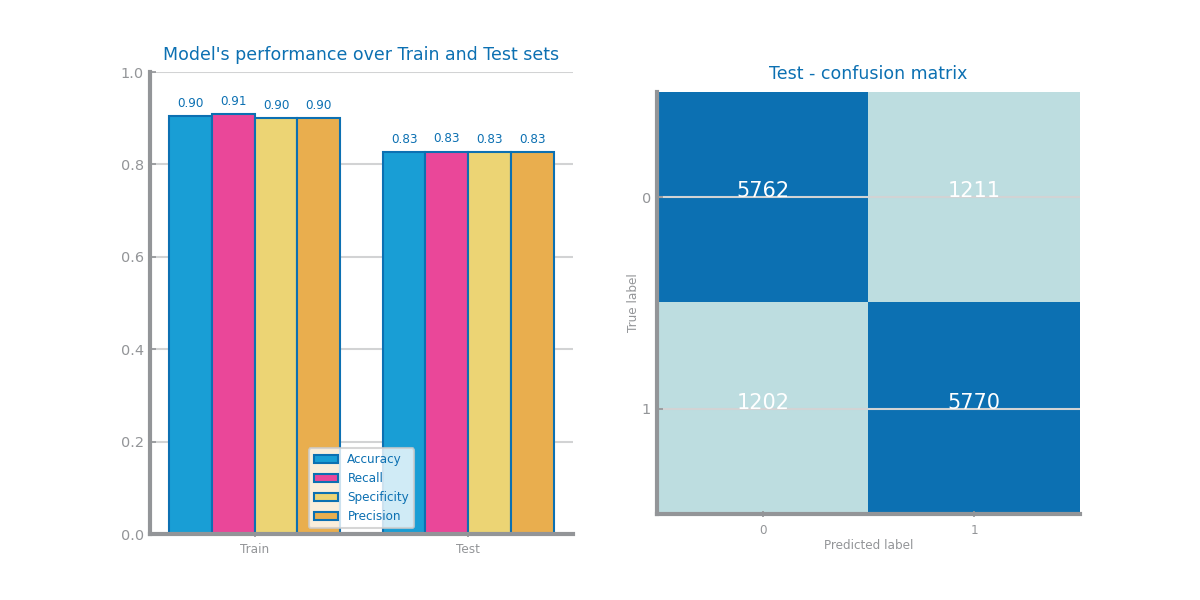 Model's performance over Train and Test sets
1.0
0.8
0.6
0.4
0.2
0.0
0.90 0.91 0.90 0.90
0.83 0.83 0.83 0.83
Accuracy
Recall
Specificity
Precision
Train Test
Test - confusion matrix
True label
0
1
5762 1211
1202 5770
0 1
Predicted label